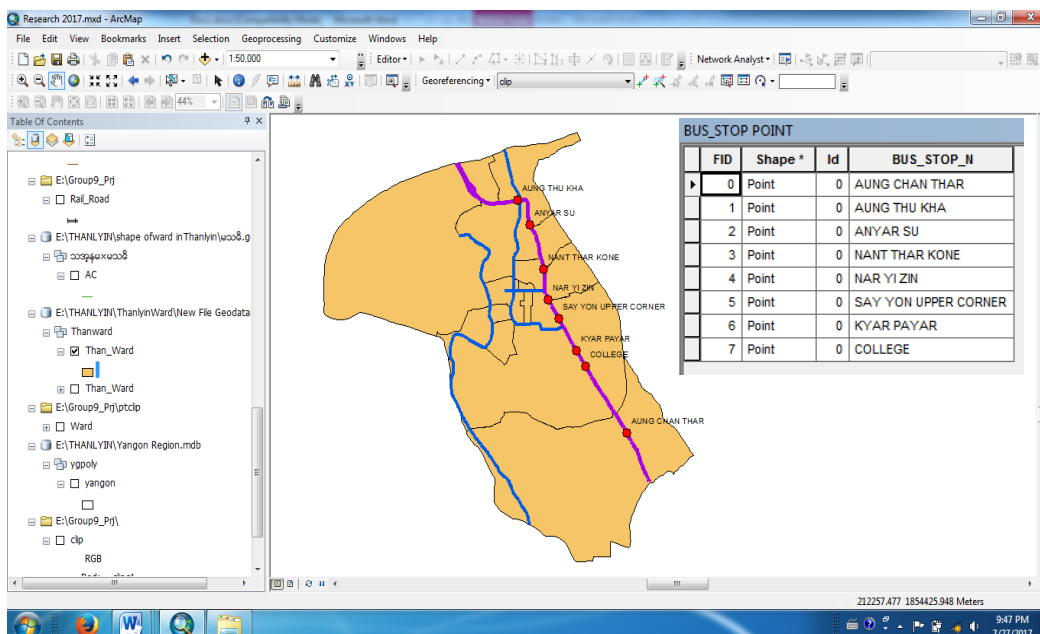 Research 2017.mxd - ArcMap
File Edit View Bookmarks Insert Selection Geoprocessing Customize Windows Help
1:50,000 Editor Network Analyst
Georeferencing clip
44%
Table Of Contents
E:\Group9_Prj
Rail_Road
E:\THANLYIN\shape ofward inThanlyin\
AC
E:\THANLYIN\ThanlyinWard\New File Geodata
Thanward
Than_Ward
Than_Ward
E:\Group9_Prj\ptclip
Ward
E:\THANLYIN\Yangon Region.mdb
ygpoly
yangon
E:\Group9_Prj\
clip
RGB
AUNG THU KHA
ANYAR SU
NANT THAR KONE
NAR YI ZIN
SAY YON UPPER CORNER
KYAR PAYAR
COLLEGE
AUNG CHAN THAR
BUS_STOP POINT
FID Shape * Id BUS_STOP_N
0 Point 0 AUNG CHAN THAR
1 Point 0 AUNG THU KHA
2 Point 0 ANYAR SU
3 Point 0 NANT THAR KONE
4 Point 0 NAR YI ZIN
5 Point 0 SAY YON UPPER CORNER
6 Point 0 KYAR PAYAR
7 Point 0 COLLEGE
212257.477 1854425.948 Meters
9:47 PM
7/27/2017